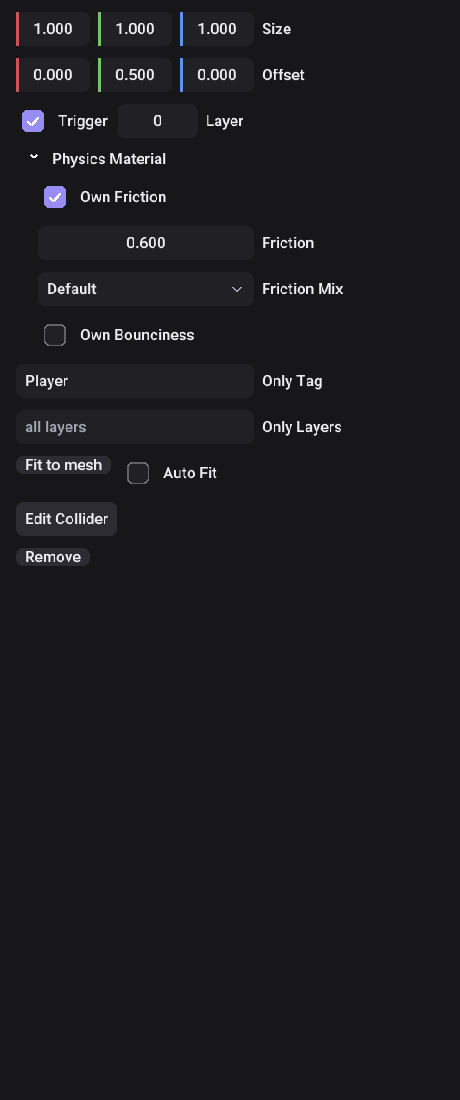 1.000 1.000 1.000 Size
0.000 0.500 0.000 Offset
Trigger 0 Layer
Physics Material
Own Friction
0.600 Friction
Default Friction Mix
Own Bounciness
Player Only Tag
all layers Only Layers
Fit to mesh Auto Fit
Edit Collider
Remove